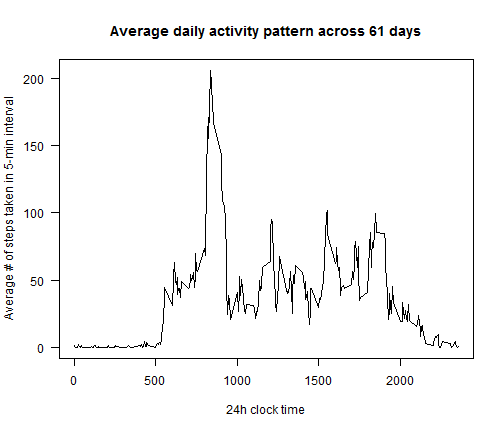 Average daily activity pattern across 61 days
Average # of steps taken in 5-min interval
200
150
100
50
0
0 500 1000 1500 2000
24h clock time